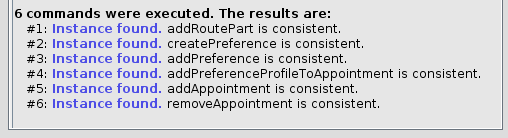 6 commands were executed. The results are:
#1: Instance found. addRoutePart is consistent.
#2: Instance found. createPreference is consistent.
#3: Instance found. addPreference is consistent.
#4: Instance found. addPreferenceProfileToAppointment is consistent.
#5: Instance found. addAppointment is consistent.
#6: Instance found. removeAppointment is consistent.